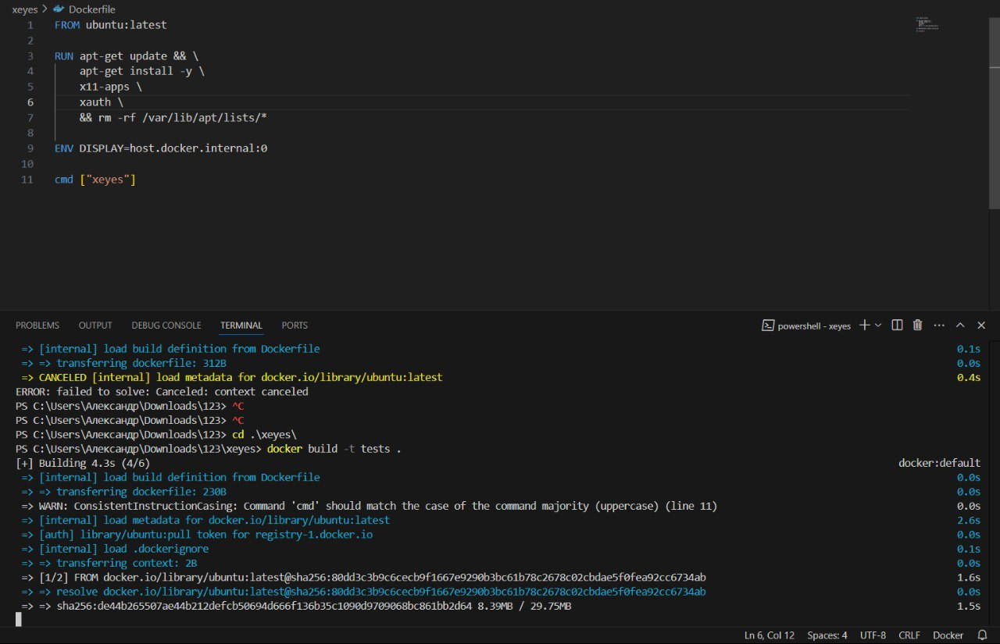 xeyes > Dockerfile
1 FROM ubuntu:latest
2
3 RUN apt-get update && \
4 apt-get install -y \
5 x11-apps \
6 xauth \
7 && rm -rf /var/lib/apt/lists/*
8
9 ENV DISPLAY=host.docker.internal:0
10
11 cmd ["xeyes"]
PROBLEMS OUTPUT DEBUG CONSOLE TERMINAL PORTS powershell - xeyes
=> [internal] load build definition from Dockerfile 0.1s
=> => transferring dockerfile: 312B 0.0s
=> CANCELED [internal] load metadata for docker.io/library/ubuntu:latest 0.4s
ERROR: failed to solve: Canceled: context canceled
PS C:\Users\Александр\Downloads\123> ^C
PS C:\Users\Александр\Downloads\123> ^C
PS C:\Users\Александр\Downloads\123> cd .\xeyes\
PS C:\Users\Александр\Downloads\123\xeyes> docker build -t tests .
[+] Building 4.3s (4/6) docker:default
=> [internal] load build definition from Dockerfile 0.0s
=> => transferring dockerfile: 230B 0.0s
=> WARN: ConsistentInstructionCasing: Command 'cmd' should match the case of the command majority (uppercase) (line 11) 0.0s
=> [internal] load metadata for docker.io/library/ubuntu:latest 2.6s
=> [auth] library/ubuntu:pull token for registry-1.docker.io 0.0s
=> [internal] load .dockerignore 0.1s
=> => transferring context: 2B 0.0s
=> [1/2] FROM docker.io/library/ubuntu:latest@sha256:80dd3c3b9c6cecb9f1667e9290b3bc61b78c2678c02cbdae5f0fea92cc6734ab 1.6s
=> => resolve docker.io/library/ubuntu:latest@sha256:80dd3c3b9c6cecb9f1667e9290b3bc61b78c2678c02cbdae5f0fea92cc6734ab 0.0s
=> => sha256:de44b265507ae44b212defcb50694d666f136b35c1090d9709068bc861bb2d64 8.39MB / 29.75MB 1.5s
Ln 6, Col 12 Spaces: 4 UTF-8 CRLF Docker